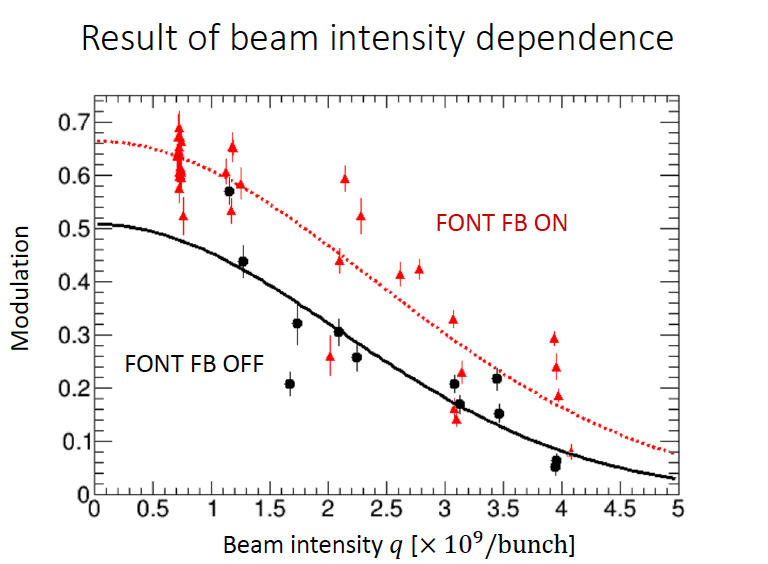 Result of beam intensity dependence
0.7
0.6
0.5
0.4
0.3
0.2
0.1
0
Modulation
FONT FB ON
FONT FB OFF
0 0.5 1 1.5 2 2.5 3 3.5 4 4.5 5
Beam intensity q [× 10⁹/bunch]